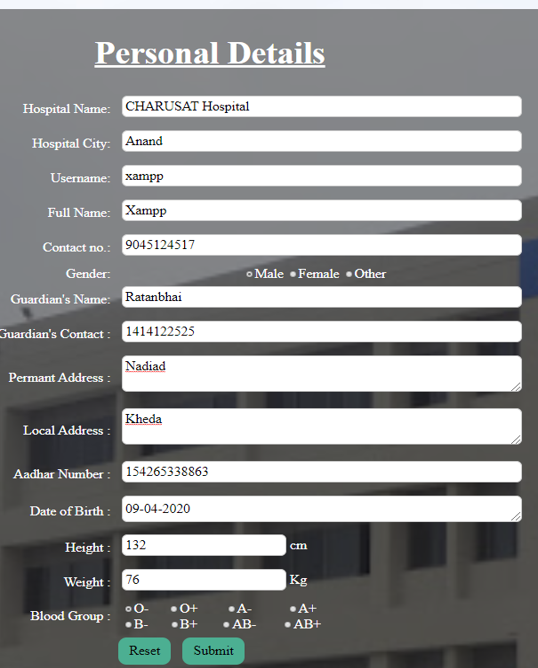 Personal Details
Hospital Name: CHARUSAT Hospital
Hospital City: Anand
Username: xampp
Full Name: Xampp
Contact no.: 9045124517
Gender: Male Female Other
Guardian's Name: Ratanbhai
Guardian's Contact : 1414122525
Permant Address : Nadiad
Local Address : Kheda
Aadhar Number : 154265338863
Date of Birth : 09-04-2020
Height : 132 cm
Weight : 76 Kg
Blood Group : O- O+ A- A+
B- B+ AB- AB+
Reset Submit